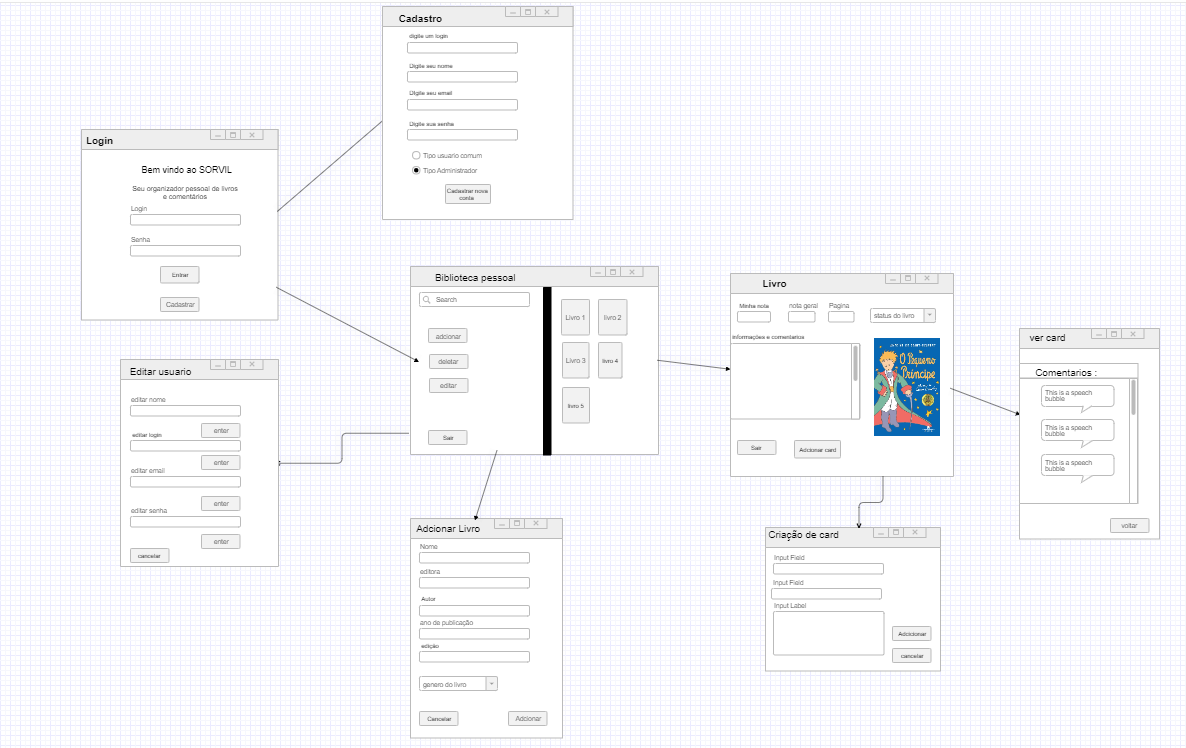 Cadastro
digite um login
Digite seu nome
Digite seu email
Digite sua senha
Tipo usuario comum
Tipo Administrador
Cadastrar nova
conta
Login
Bem vindo ao SORVIL
Seu organizador pessoal de livros
e comentários
Login
Senha
Entrar
Cadastrar
Biblioteca pessoal
Search
adcionar
deletar
editar
Sair
Livro 1
livro 2
Livro 3
livro 4
livro 5
Livro
Minha nota
nota geral
Pagina
status do livro
informações e comentarios
O Pequeno
Príncipe
Sair
Adcionar card
ver card
Comentarios :
This is a speech
bubble
This is a speech
bubble
This is a speech
bubble
voltar
Editar usuario
editar nome
enter
editar login
enter
editar email
enter
editar senha
enter
cancelar
Adcionar Livro
Nome
editora
Autor
ano de publicação
edição
genero do livro
Cancelar
Adcionar
Criação de card
Input Field
Input Field
Input Label
Adcicionar
cancelar